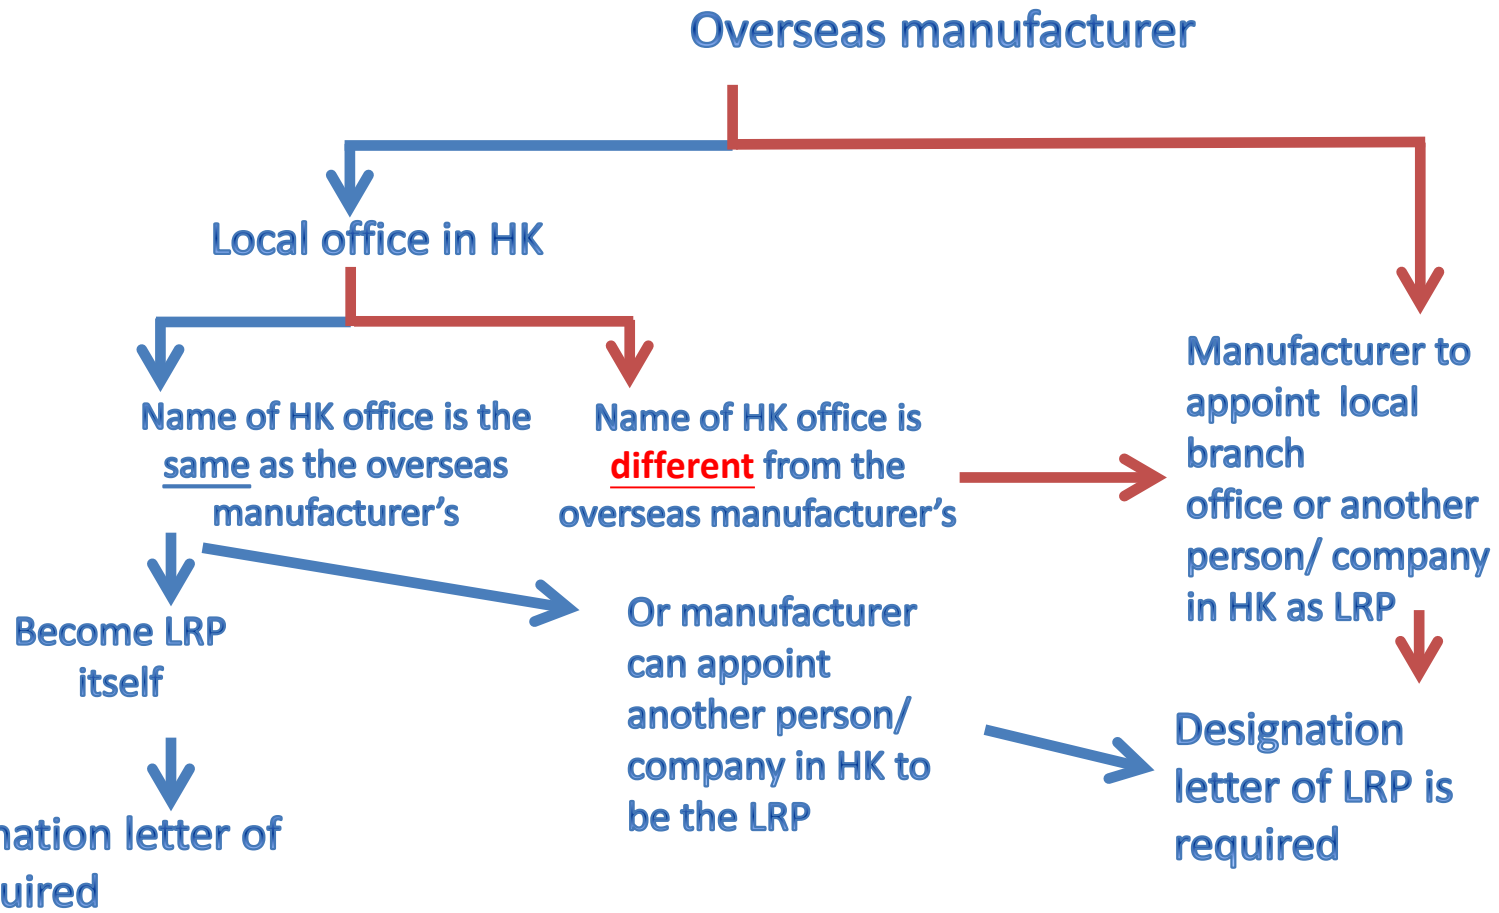 Overseas manufacturer
Local office in HK
Name of HK office is the
same as the overseas
manufacturer’s
Name of HK office is
different from the
overseas manufacturer’s
Manufacturer to
appoint local
branch
office or another
person/ company
in HK as LRP
Become LRP
itself
Or manufacturer
can appoint
another person/
company in HK to
be the LRP
Designation
letter of LRP is
required
letter of